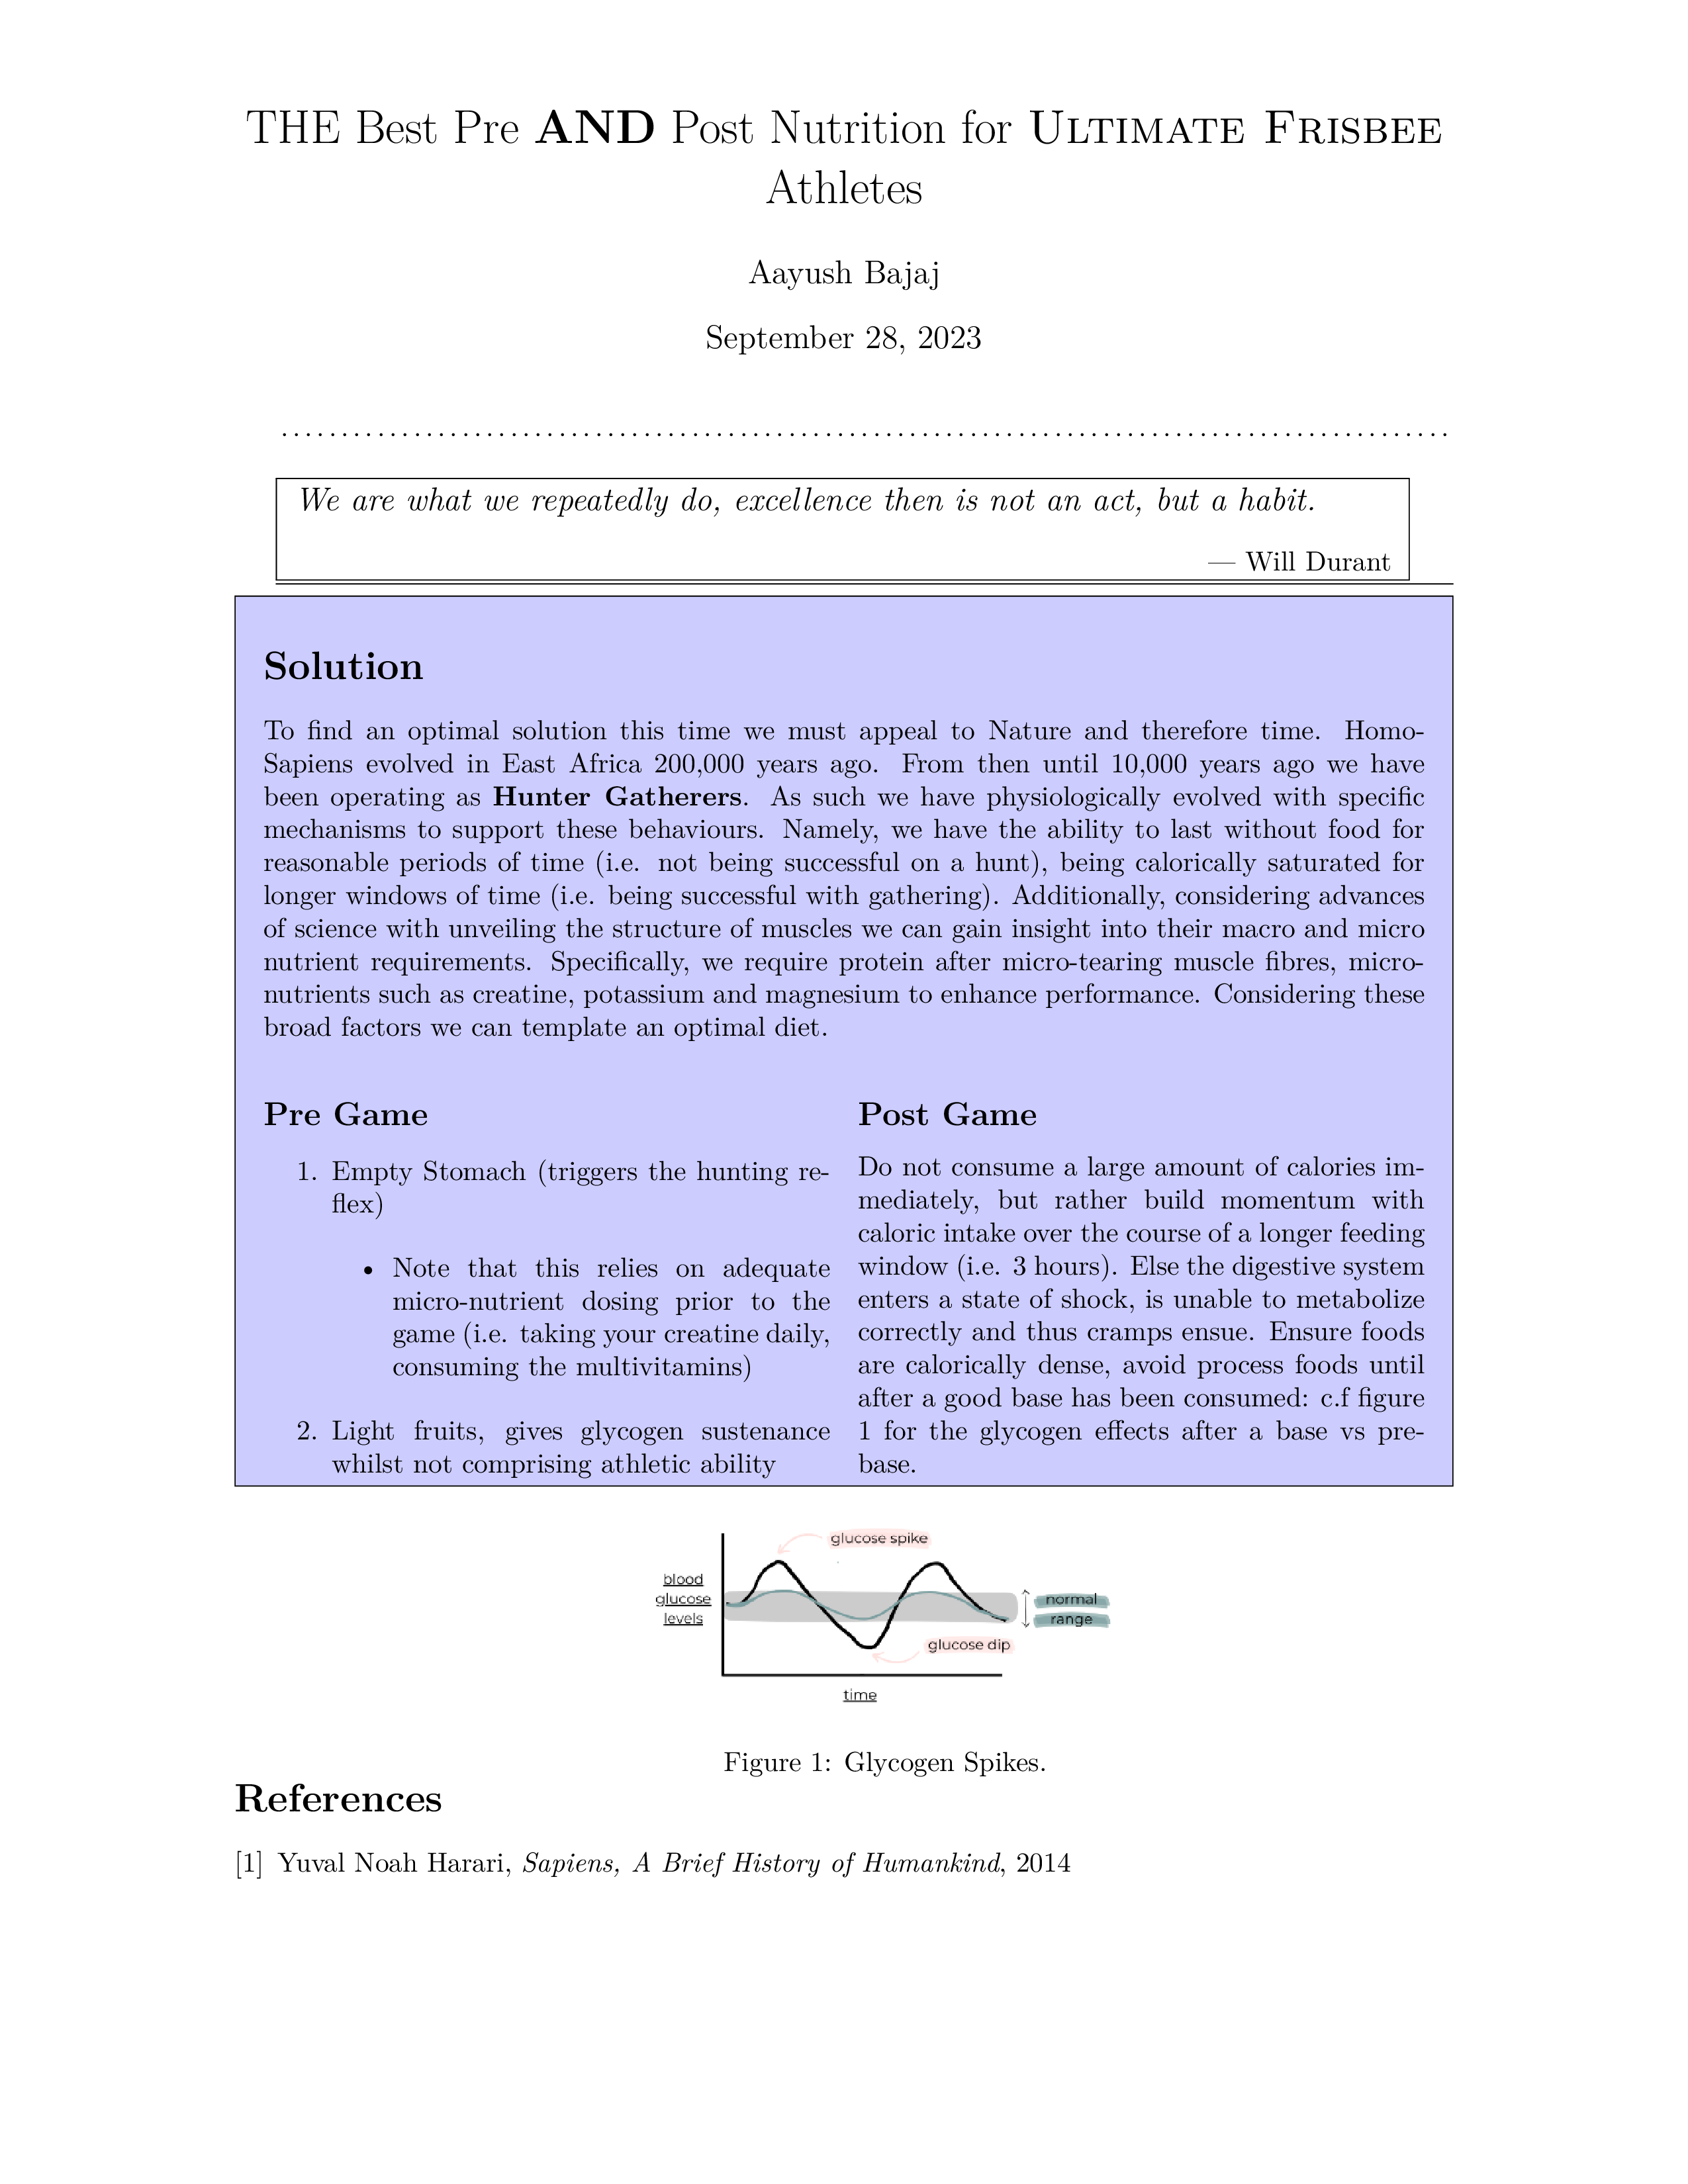 THE Best Pre AND Post Nutrition for ULTIMATE FRISBEE
Athletes
Aayush Bajaj
September 28, 2023
We are what we repeatedly do, excellence then is not an act, but a habit.
— Will Durant
Solution
To find an optimal solution this time we must appeal to Nature and therefore time. Homo-
Sapiens evolved in East Africa 200,000 years ago. From then until 10,000 years ago we have
been operating as Hunter Gatherers. As such we have physiologically evolved with specific
mechanisms to support these behaviours. Namely, we have the ability to last without food for
reasonable periods of time (i.e. not being successful on a hunt), being calorically saturated for
longer windows of time (i.e. being successful with gathering). Additionally, considering advances
of science with unveiling the structure of muscles we can gain insight into their macro and micro
nutrient requirements. Specifically, we require protein after micro-tearing muscle fibres, micro-
nutrients such as creatine, potassium and magnesium to enhance performance. Considering these
broad factors we can template an optimal diet.
Pre Game
1. Empty Stomach (triggers the hunting re-
flex)
• Note that this relies on adequate
micro-nutrient dosing prior to the
game (i.e. taking your creatine daily,
consuming the multivitamins)
2. Light fruits, gives glycogen sustenance
whilst not comprising athletic ability
Post Game
Do not consume a large amount of calories im-
mediately, but rather build momentum with
caloric intake over the course of a longer feeding
window (i.e. 3 hours). Else the digestive system
enters a state of shock, is unable to metabolize
correctly and thus cramps ensue. Ensure foods
are calorically dense, avoid process foods until
after a good base has been consumed: c.f figure
1 for the glycogen effects after a base vs pre-
base.
glucose spike
blood
glucose
levels
normal
range
glucose dip
time
Figure 1: Glycogen Spikes.
References
[1] Yuval Noah Harari, Sapiens, A Brief History of Humankind, 2014